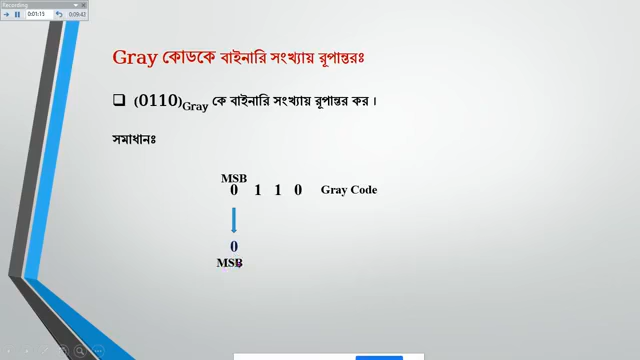 Recording
0:01:15
0:09:43
Gray কোডকে বাইনারি সংখ্যায় রূপান্তরঃ
(0110)Gray কে বাইনারি সংখ্যায় রূপান্তর কর ।
সমাধানঃ
MSB
0 1 1 0 Gray Code
0
MSB